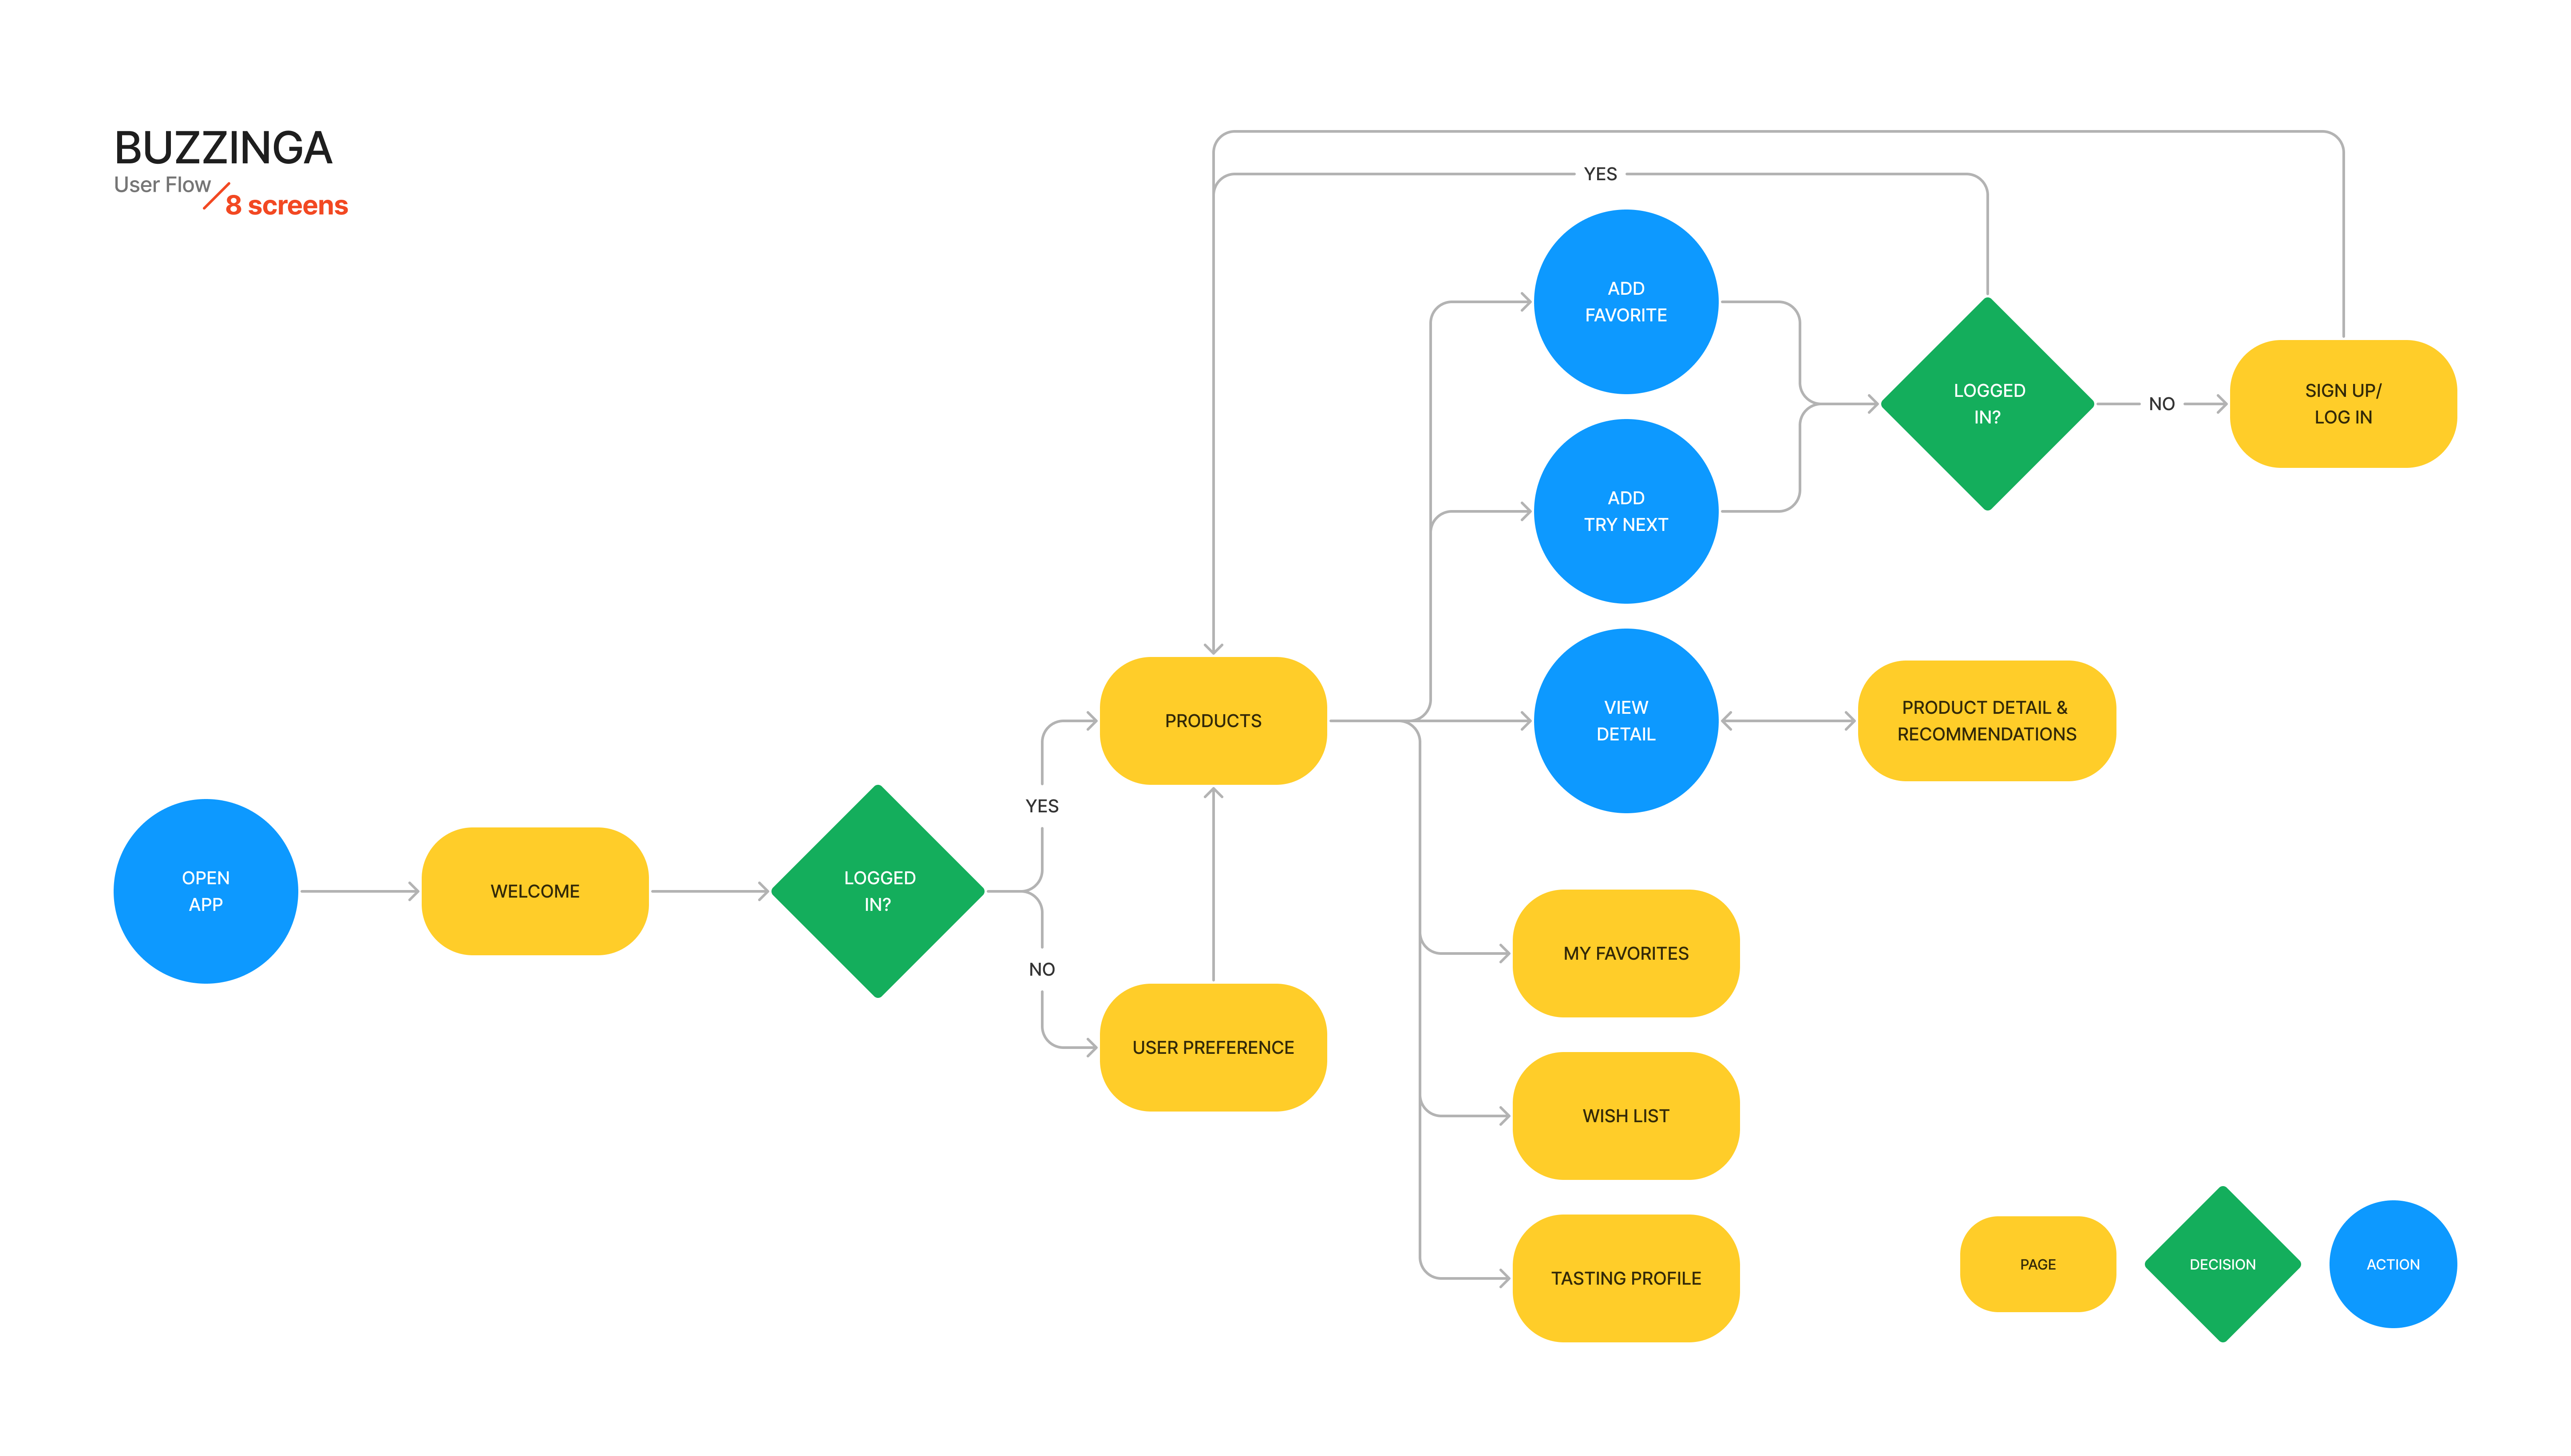 BUZZINGA
User Flow
8 screens
YES
ADD
FAVORITE
LOGGED
IN?
NO
SIGN UP/
LOG IN
ADD
TRY NEXT
PRODUCTS
VIEW
DETAIL
PRODUCT DETAIL &
RECOMMENDATIONS
YES
OPEN
APP
WELCOME
LOGGED
IN?
NO
USER PREFERENCE
MY FAVORITES
WISH LIST
TASTING PROFILE
PAGE
DECISION
ACTION